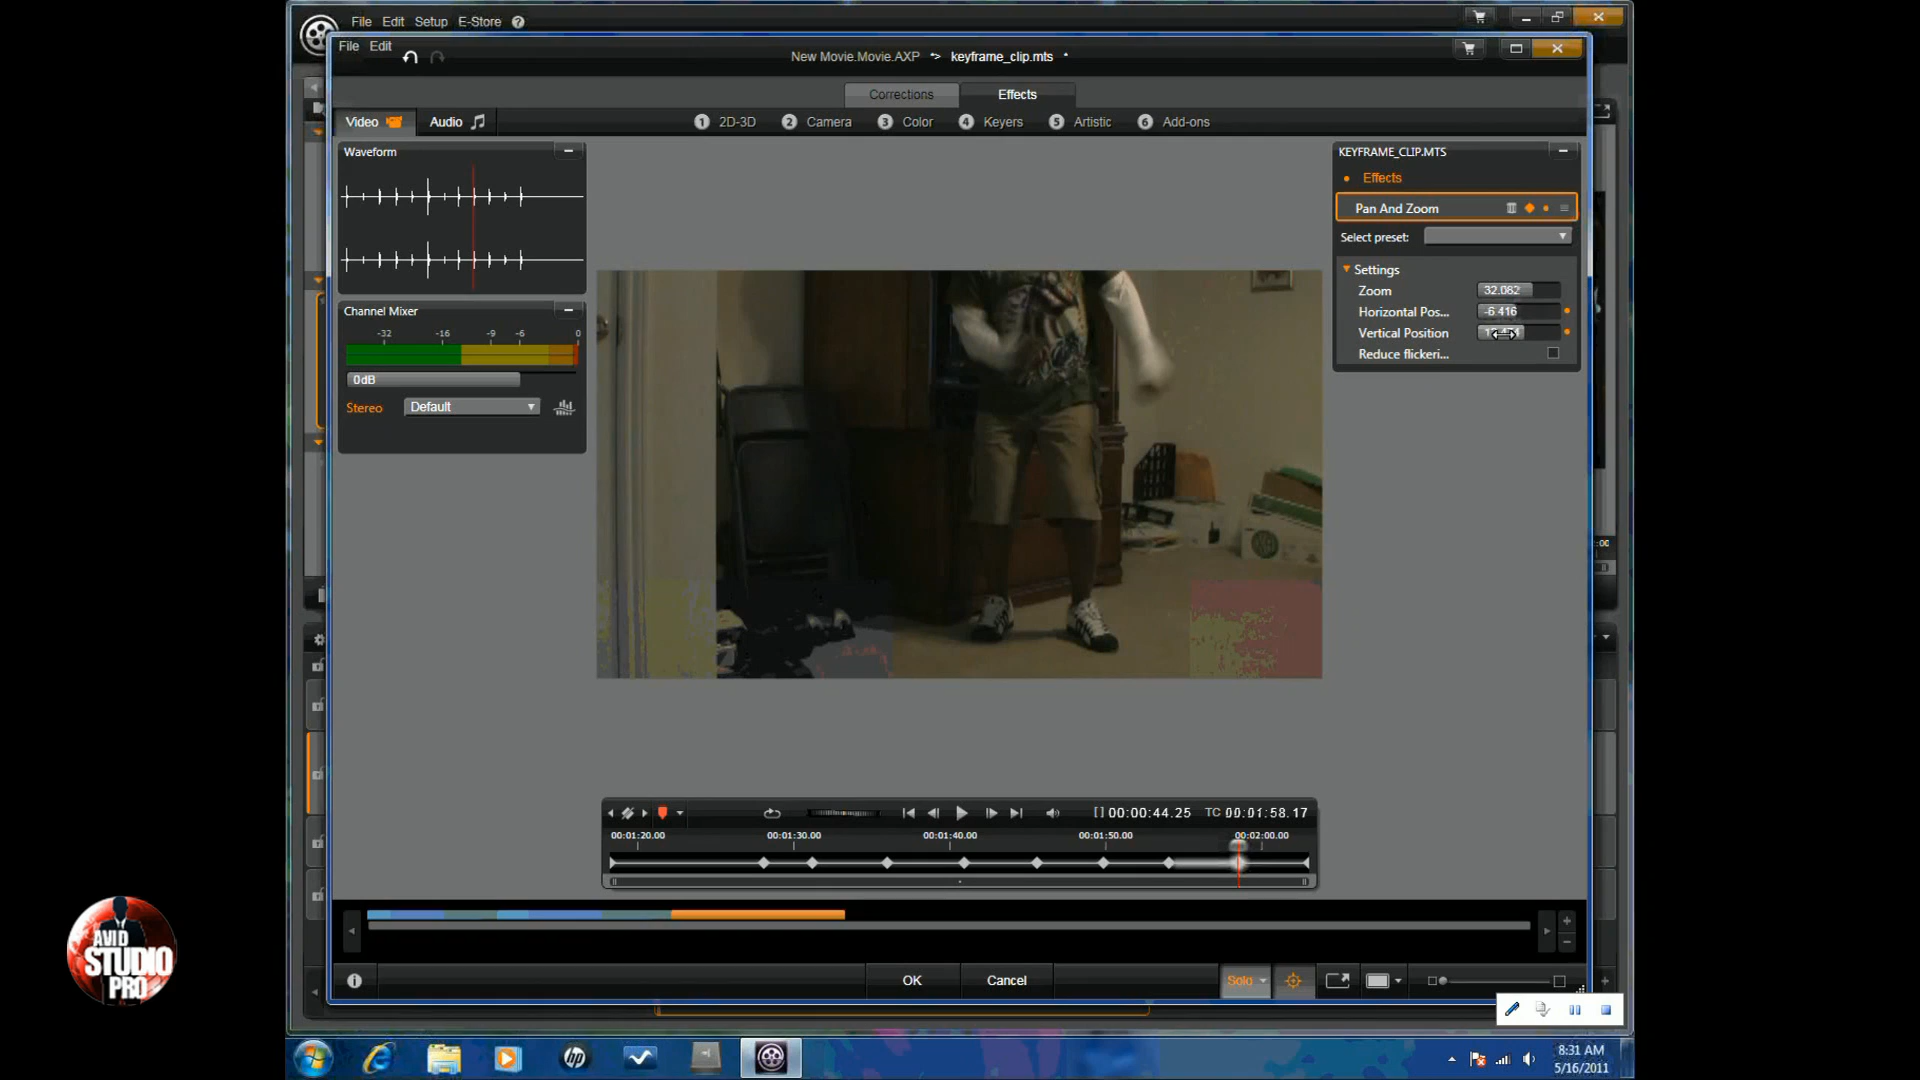 File Edit Setup E-Store ?
File Edit
New Movie.Movie.AXP -> keyframe_clip.mts *
Corrections Effects
Video Audio
1 2D-3D 2 Camera 3 Color 4 Keyers 5 Artistic 6 Add-ons
Waveform
KEYFRAME_CLIP.MTS
Effects
Pan And Zoom
Select preset:
Settings
Zoom 32.082
Horizontal Pos... -6.416
Vertical Position
Reduce flickeri...
Channel Mixer
-32 -16 -9 -6 0
0dB
Stereo Default
[] 00:00:44.25 TC 00:01:58.17
00:01:20.00 00:01:30.00 00:01:40.00 00:01:50.00 00:02:00.00
OK Cancel
Solo
AVID
STUDIO
PRO
hp
8:31 AM
5/16/2011